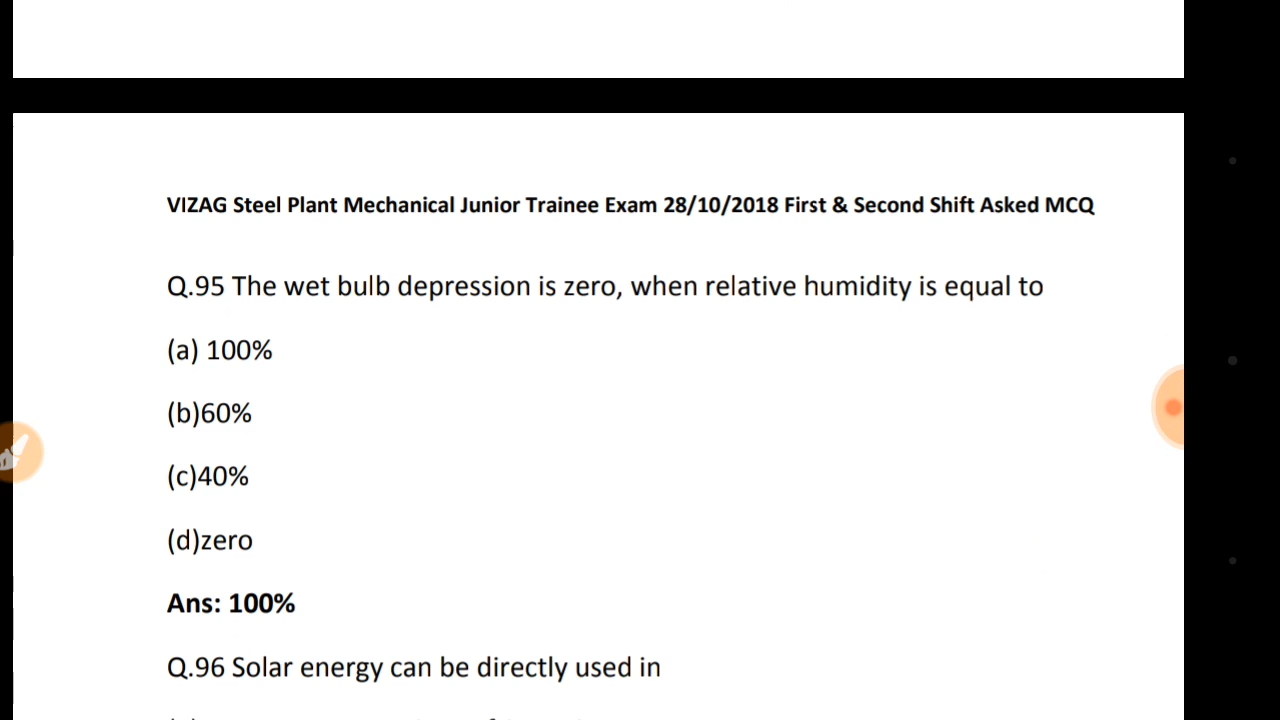 VIZAG Steel Plant Mechanical Junior Trainee Exam 28/10/2018 First & Second Shift Asked MCQ
Q.95 The wet bulb depression is zero, when relative humidity is equal to
(a) 100%
(b)60%
(c)40%
(d)zero
Ans: 100%
Q.96 Solar energy can be directly used in